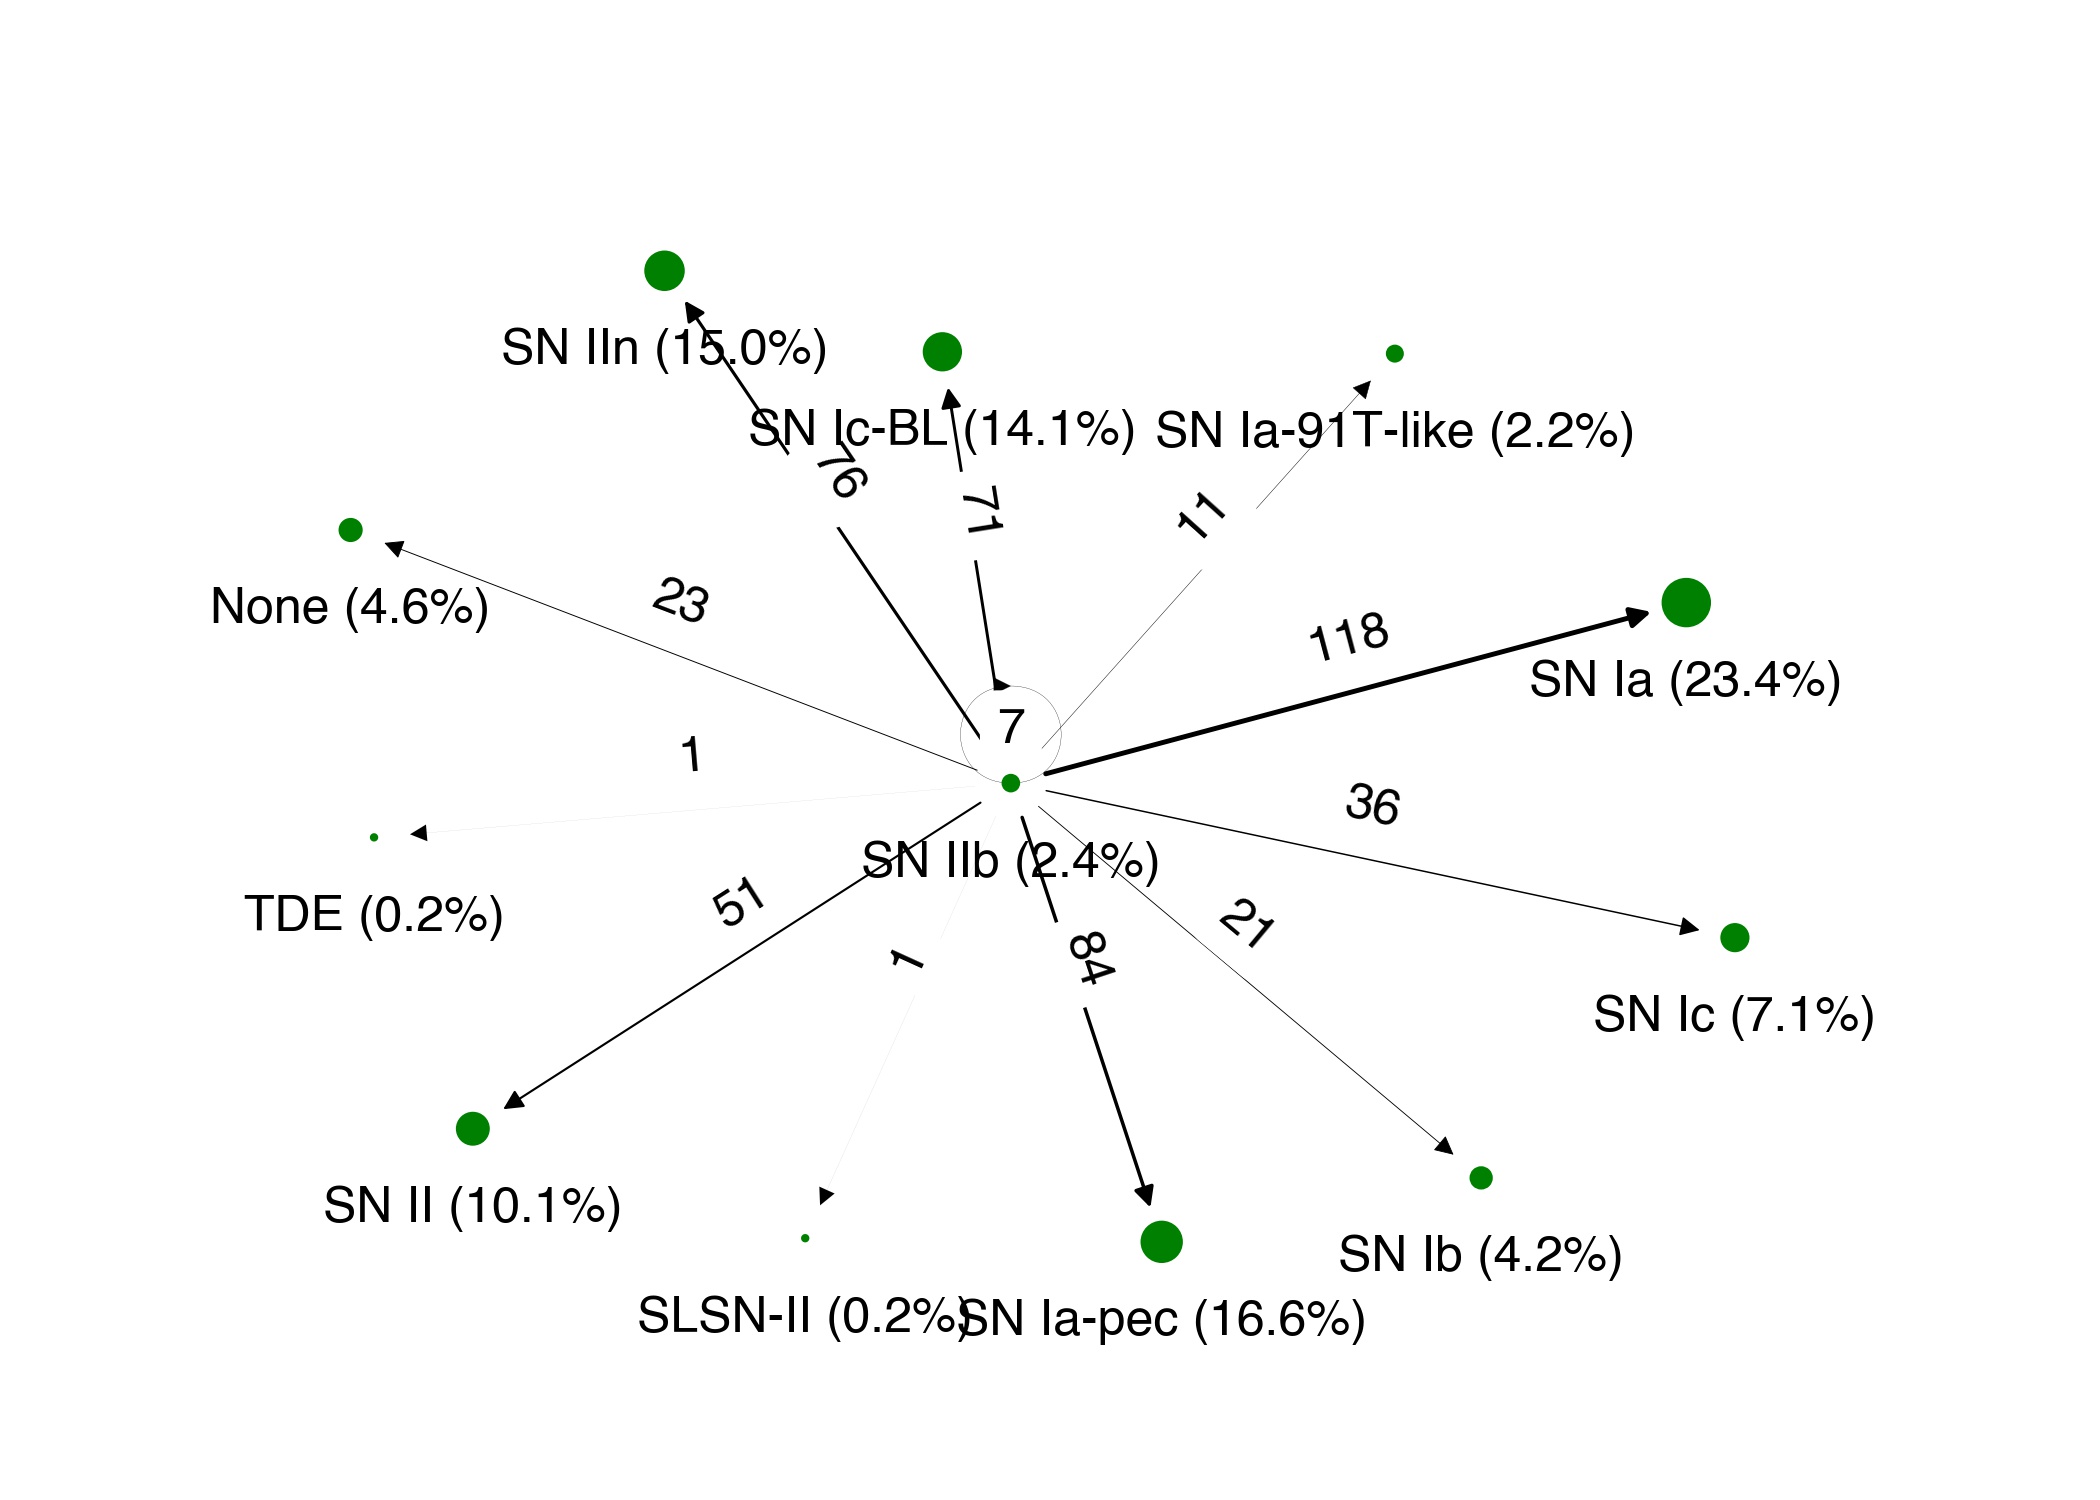 SN IIn (15.0%)
SN Ic-BL (14.1%)
SN Ia-91T-like (2.2%)
76
71
11
None (4.6%)
23
118
SN Ia (23.4%)
7
1
36
SN IIb (2.4%)
TDE (0.2%)
51
1
84
21
SN Ic (7.1%)
SN II (10.1%)
SN Ib (4.2%)
SLSN-II (0.2%)
SN Ia-pec (16.6%)